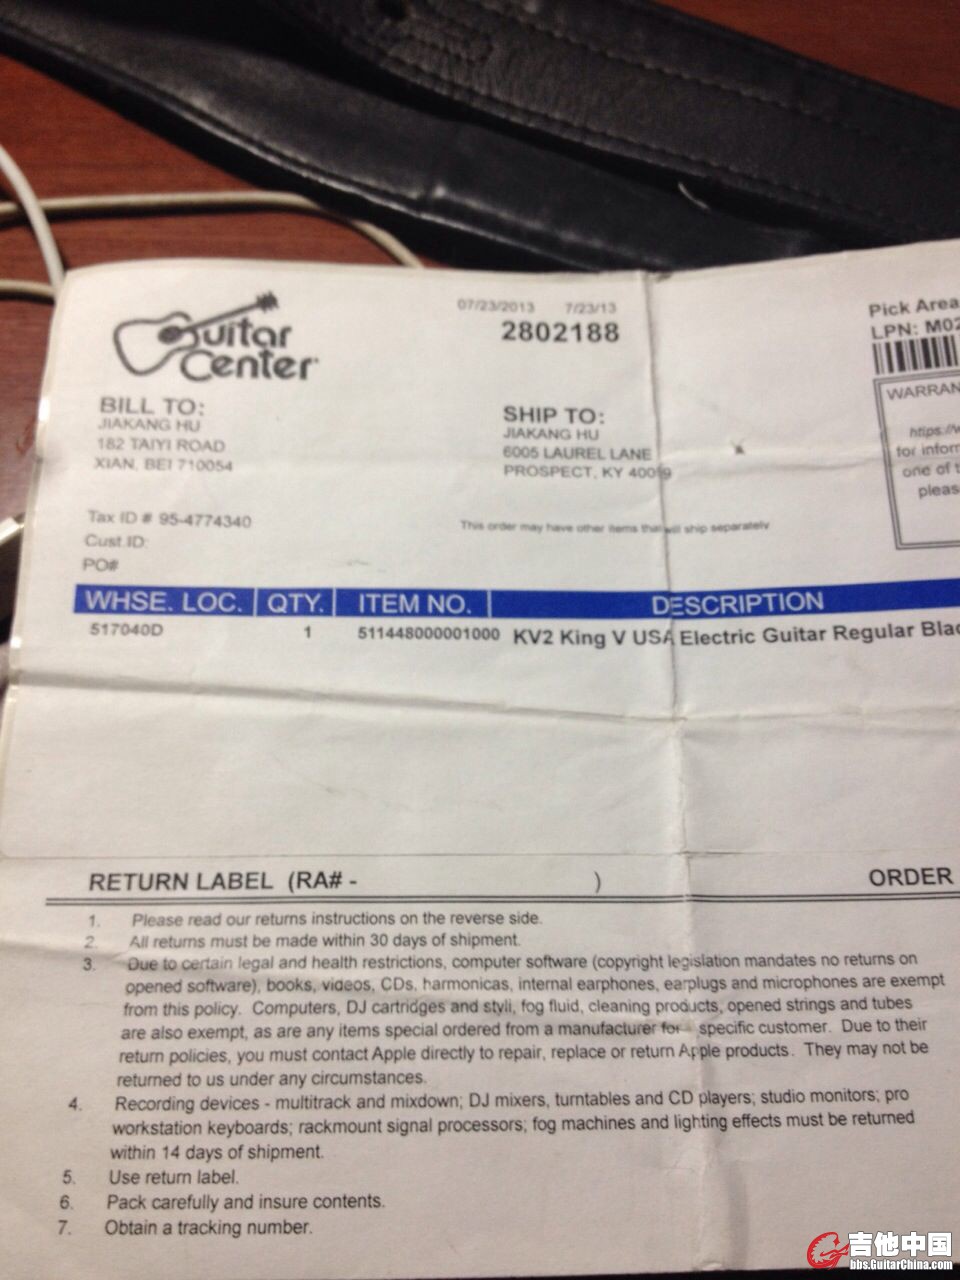 Guitar Center
07/23/2013 7/23/13
2802188
Pick Area
LPN: M02
WARRAN
https://w
for inform
one of t
pleas
BILL TO:
JIAKANG HU
182 TAIYI ROAD
XIAN, BEI 710054
SHIP TO:
JIAKANG HU
6005 LAUREL LANE
PROSPECT, KY 40059
Tax ID # 95-4774340
Cust.ID:
PO#
This order may have other items that will ship separately
WHSE. LOC. QTY. ITEM NO. DESCRIPTION
517040D 1 511448000001000 KV2 King V USA Electric Guitar Regular Blac
RETURN LABEL (RA# - ) ORDER
1. Please read our returns instructions on the reverse side.
2. All returns must be made within 30 days of shipment.
3. Due to certain legal and health restrictions, computer software (copyright legislation mandates no returns on
opened software), books, videos, CDs, harmonicas, internal earphones, earplugs and microphones are exempt
from this policy. Computers, DJ cartridges and styli, fog fluid, cleaning products, opened strings and tubes
are also exempt, as are any items special ordered from a manufacturer for specific customer. Due to their
return policies, you must contact Apple directly to repair, replace or return Apple products. They may not be
returned to us under any circumstances.
4. Recording devices - multitrack and mixdown; DJ mixers, turntables and CD players; studio monitors; pro
workstation keyboards; rackmount signal processors; fog machines and lighting effects must be returned
within 14 days of shipment.
5. Use return label.
6. Pack carefully and insure contents.
7. Obtain a tracking number.
吉他中国
bbs.GuitarChina.com